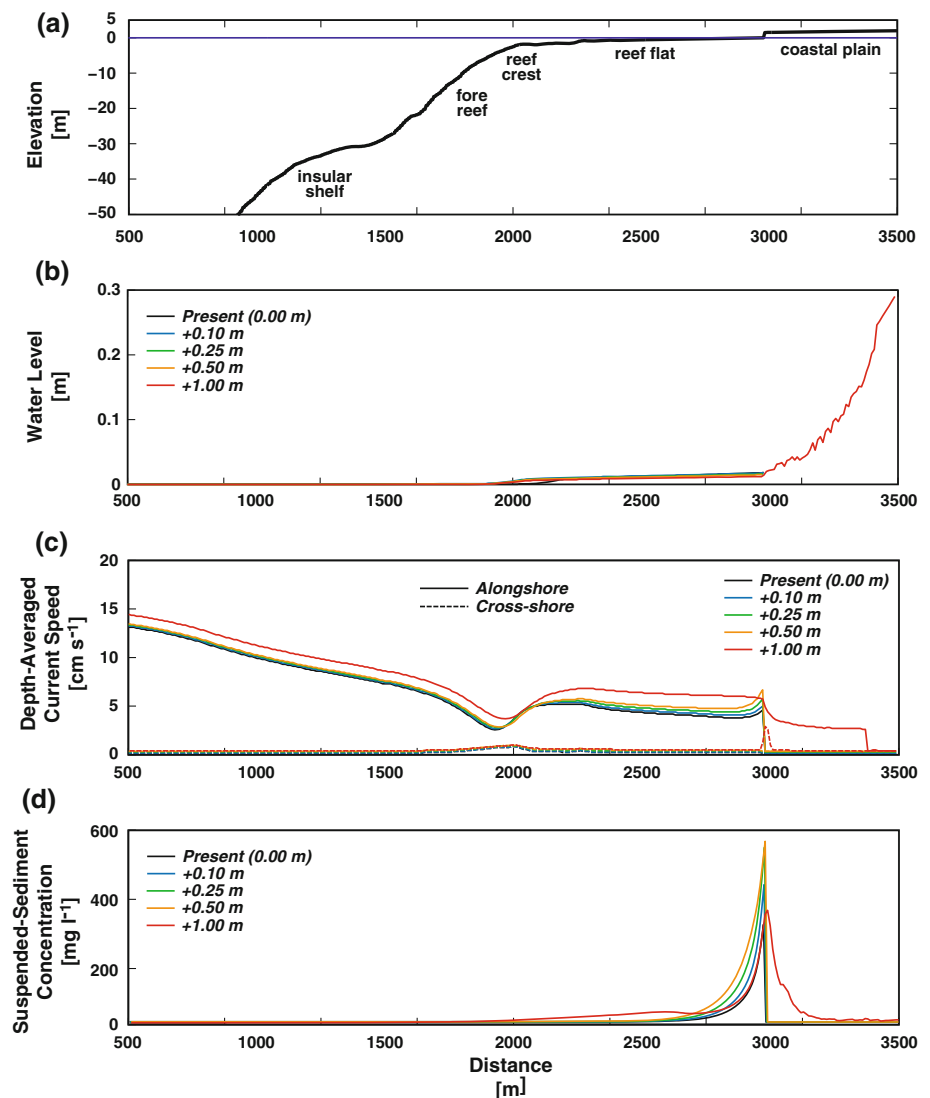 (a)
5
0
−10
−20
−30
−40
−50
Elevation
[m]
reef
crest
reef flat
coastal plain
fore
reef
insular
shelf
500 1000 1500 2000 2500 3000 3500
(b)
0.3
0.2
0.1
0
Water Level
[m]
Present (0.00 m)
+0.10 m
+0.25 m
+0.50 m
+1.00 m
500 1000 1500 2000 2500 3000 3500
(c)
20
15
10
5
0
Depth-Averaged
Current Speed
[cm s⁻¹]
Alongshore
Cross-shore
Present (0.00 m)
+0.10 m
+0.25 m
+0.50 m
+1.00 m
500 1000 1500 2000 2500 3000 3500
(d)
600
400
200
0
Suspended-Sediment
Concentration
[mg l⁻¹]
Present (0.00 m)
+0.10 m
+0.25 m
+0.50 m
+1.00 m
500 1000 1500 2000 2500 3000 3500
Distance
[m]